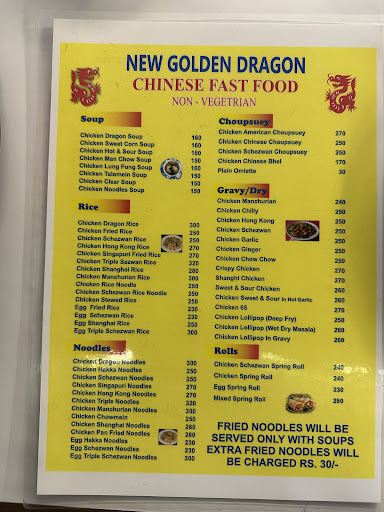 NEW GOLDEN DRAGON
CHINESE FAST FOOD
NON - VEGETRIAN
Soup
Chicken Dragon Soup 160
Chicken Sweet Corn Soup 160
Chicken Hot & Sour Soup 150
Chicken Man Chow Soup 150
Chicken Lung Fung Soup 150
Chicken Talomein Soup 150
Chicken Clear Soup 150
Chicken Noodles Soup 150
Rice
Chicken Dragon Rice 300
Chicken Fried Rice 250
Chicken Schezwan Rice
Chicken Hong Kong Rice 270
Chicken Singapuri Fried Rice 270
Chicken Triple Sezwan Rice 320
Chicken Shanghai Rice 280
Chicken Manchurian Rice 300
Chicken Rice Noodle 250
Chicken Schezwan Rice Noodle 250
Chicken Stewed Rice
Egg Fried Rice
Egg Schezwan Rice
Egg Shanghai Rice 250
Egg Triple Schezwan Rice 300
Noodles
Chicken Dragon Noodles 300
Chicken Hakka Noodles 250
Chicken Schezwan Noodles 250
Chicken Singapuri Noodles 270
Chicken Hong Kong Noodles 270
Chicken Triple Noodles 320
Chicken Manchurlan Noodles 300
Chicken Chowmein 250
Chicken Shanghai Noodles 280
Chicken Pan Fried Noodles 260
Egg Hakka Noodles
Egg Schezwan Noodles 230
Egg Triple Schezwan Noodles 300
Choupsuey
Chicken American Choupsuey 270
Chicken Chinese Choupsuey 250
Chicken Schezwan Choupsuey 250
Chicken Chinese Bhel 170
Plain Omlette 30
Gravy/Dry
Chicken Manchurian 240
Chicken Chilly 250
Chicken Hong Kong 250
Chicken Schezwan 250
Chicken Garlic 250
Chicken Ginger 250
Chicken Chow Chow 250
Crispy Chicken 260
Shanghi Chicken 270
Sweet & Sour Chicken 260
Chicken Sweet & Sour In Hot Garlic 260
Chicken 65 260
Chicken Lollipop (Deep Fry) 250
Chicken Lollipop (Wet Dry Masala) 260
Chicken Lollipop In Gravy 260
Rolls
Chicken Schezwan Spring Roll 240
Chicken Spring Roll 240
Egg Spring Roll 230
Mixed Spring Roll 280
FRIED NOODLES WILL BE
SERVED ONLY WITH SOUPS
EXTRA FRIED NOODLES WILL
BE CHARGED RS. 30/-